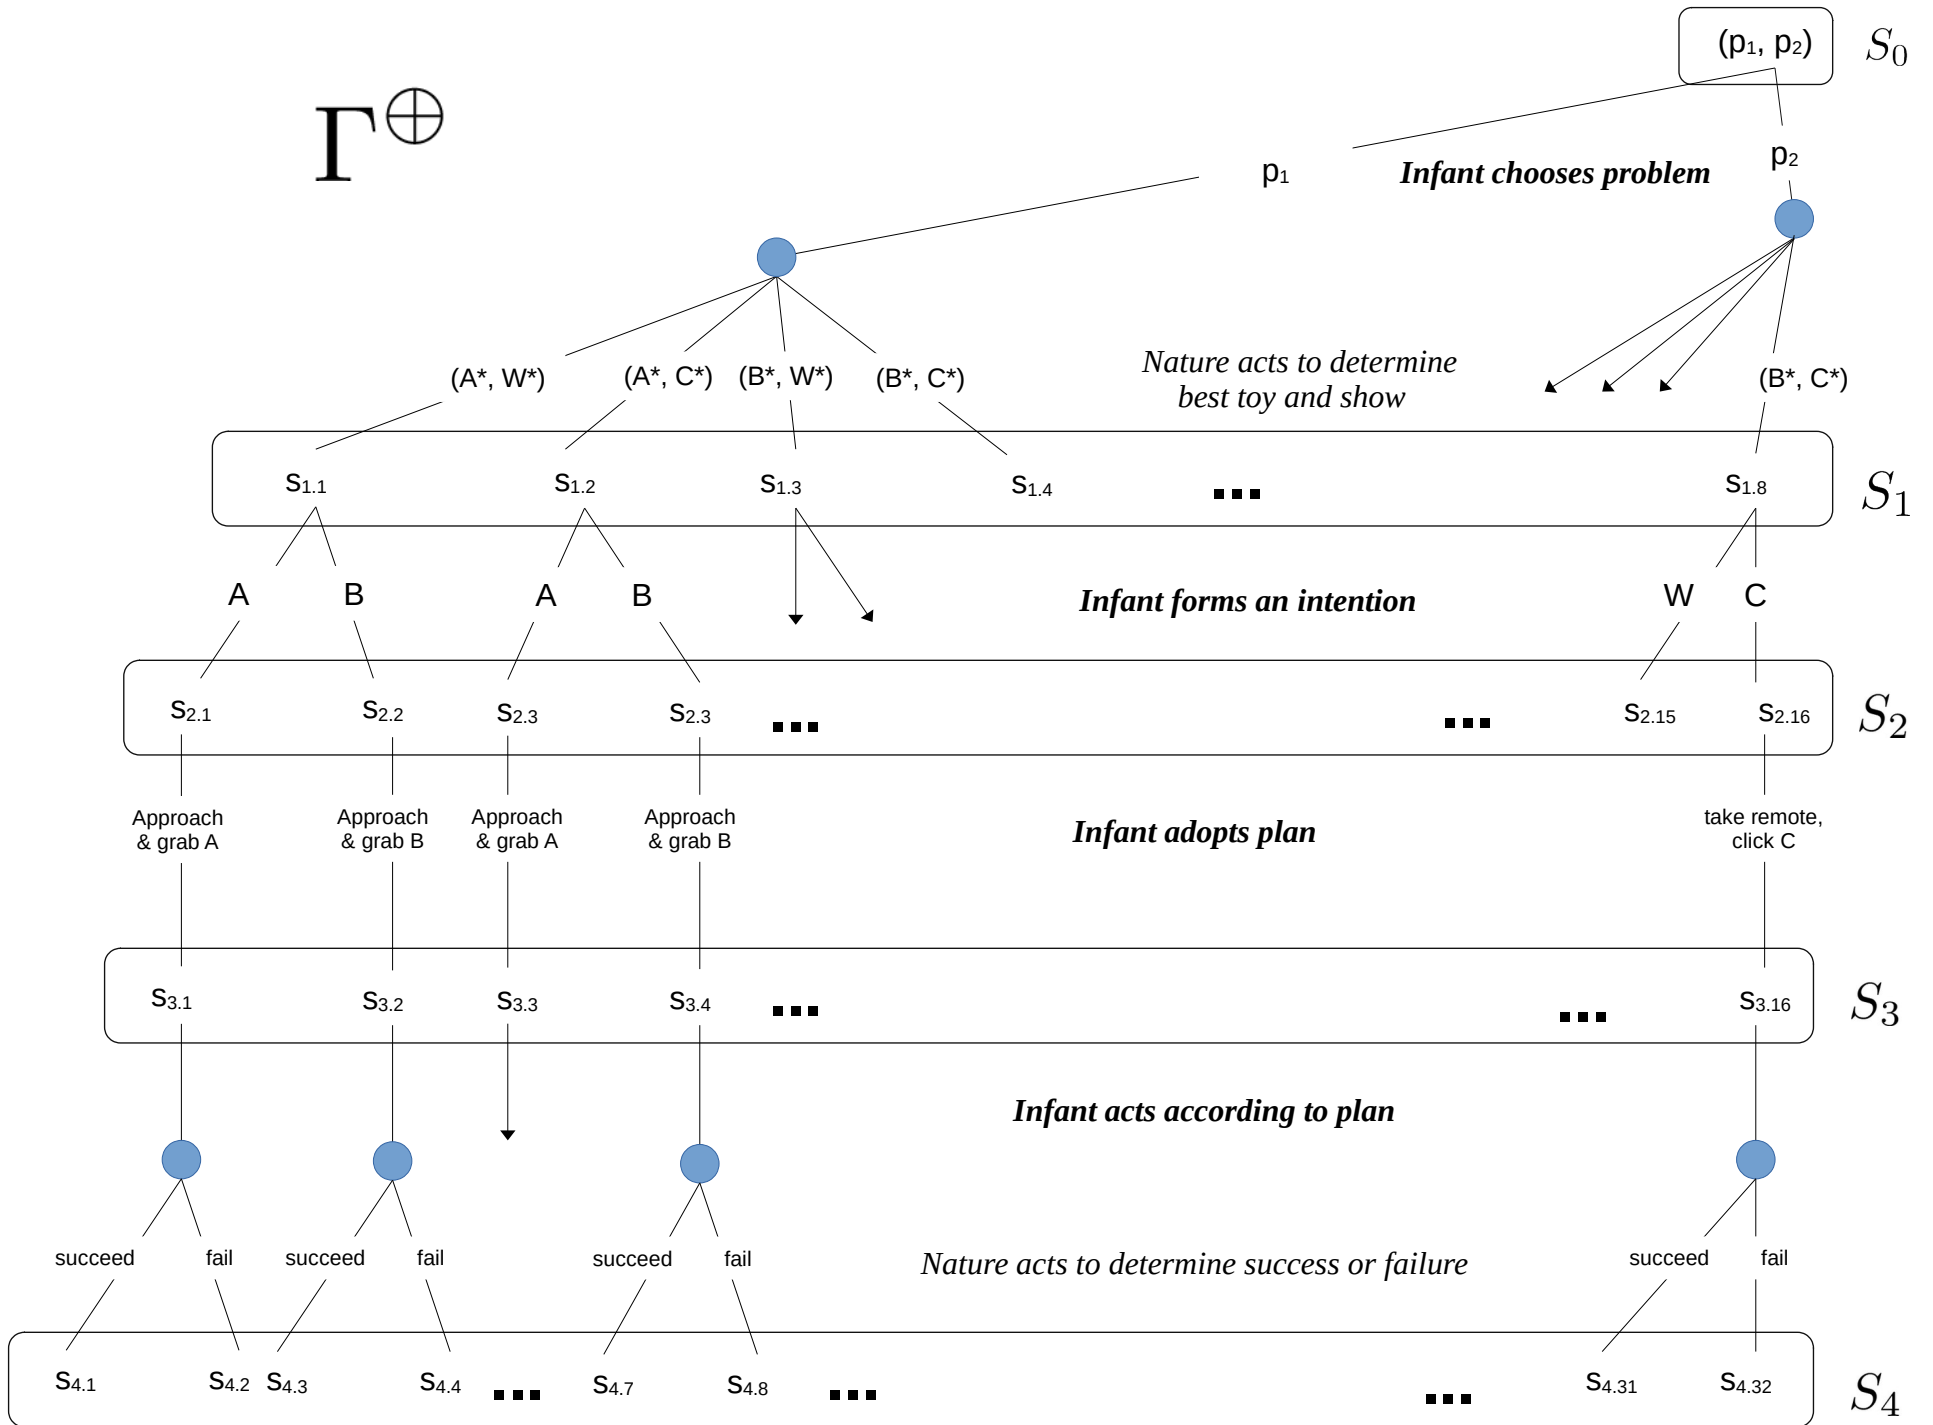 (p₁, p₂) S₀
Γ⊕
p₁ Infant chooses problem p₂
Nature acts to determine
best toy and show
(A*, W*) (A*, C*) (B*, W*) (B*, C*) (B*, C*)
s₁.₁ s₁.₂ s₁.₃ s₁.₄ ... s₁.₈ S₁
A B A B Infant forms an intention W C
s₂.₁ s₂.₂ s₂.₃ s₂.₃ ... ... s₂.₁₅ s₂.₁₆ S₂
Approach
& grab A
Approach
& grab B
Approach
& grab A
Approach
& grab B
Infant adopts plan
take remote,
click C
s₃.₁ s₃.₂ s₃.₃ s₃.₄ ... ... s₃.₁₆ S₃
Infant acts according to plan
succeed fail succeed fail succeed fail Nature acts to determine success or failure succeed fail
s₄.₁ s₄.₂ s₄.₃ s₄.₄ ... s₄.₇ s₄.₈ ... ... s₄.₃₁ s₄.₃₂ S₄